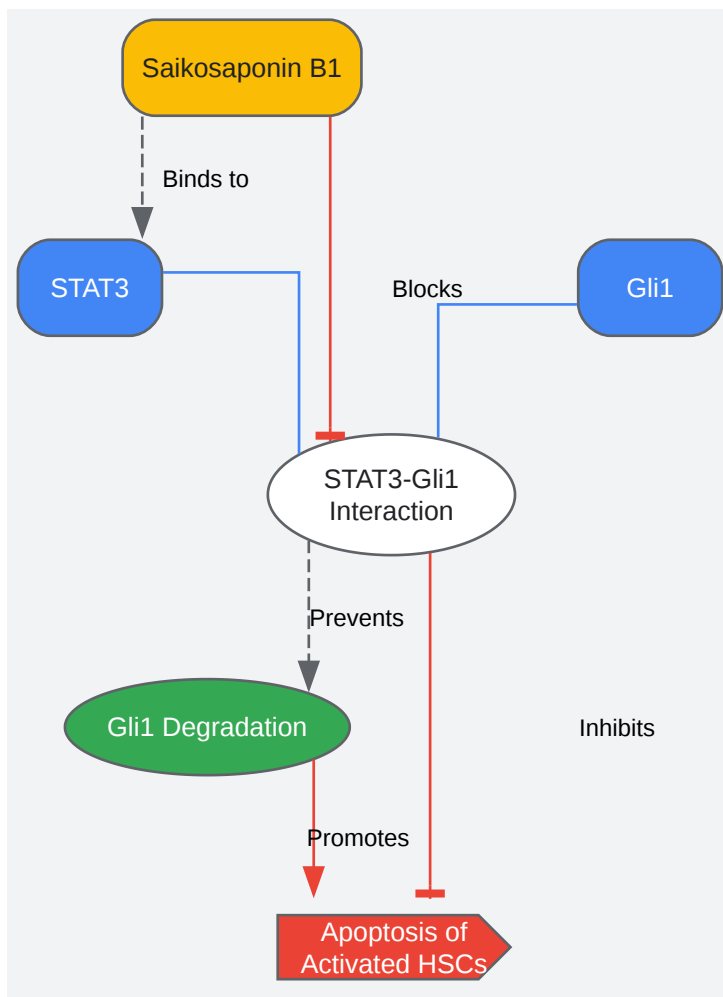 Saikosaponin B1
Binds to
STAT3
Blocks
Gli1
STAT3-Gli1
Interaction
Prevents
Gli1 Degradation
Inhibits
Promotes
Apoptosis of
Activated HSCs